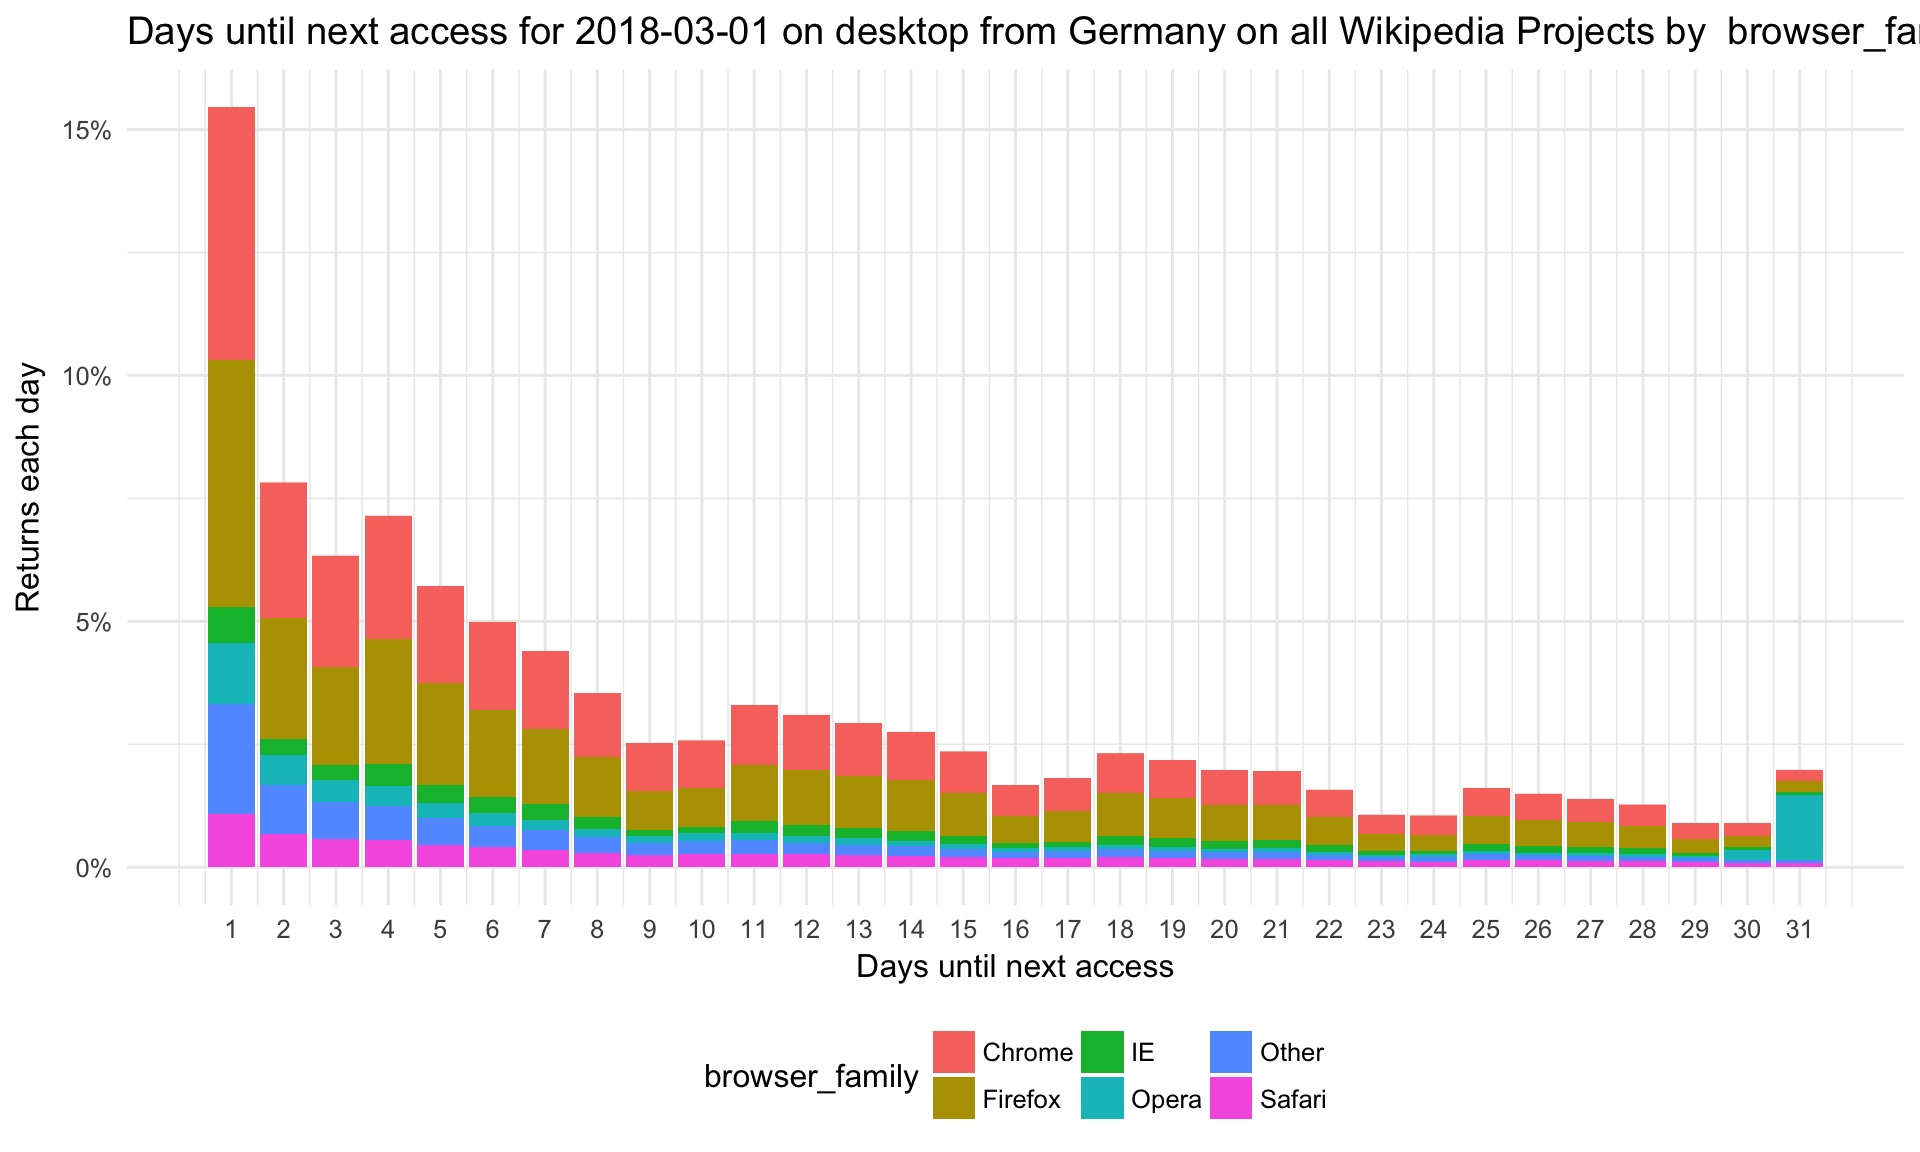 Days until next access for 2018-03-01 on desktop from Germany on all Wikipedia Projects by  browser_fa
Returns each day
15%
10%
5%
0%
1 2 3 4 5 6 7 8 9 10 11 12 13 14 15 16 17 18 19 20 21 22 23 24 25 26 27 28 29 30 31
Days until next access
browser_family
Chrome IE Other
Firefox Opera Safari